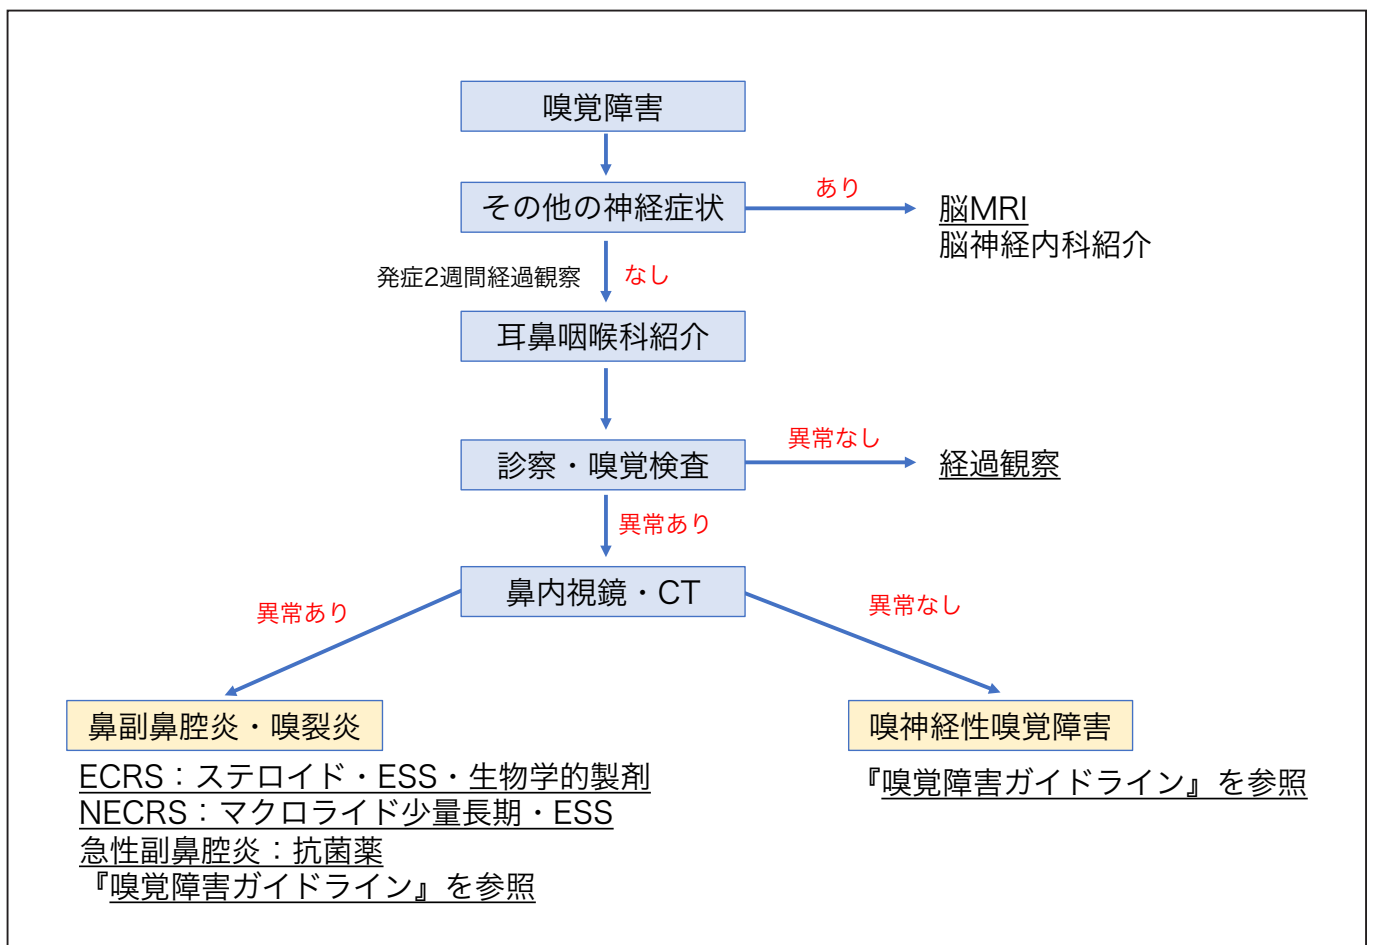 嗅覚障害
その他の神経症状
あり
脳MRI
脳神経内科紹介
発症2週間経過観察
なし
耳鼻咽喉科紹介
診察・嗅覚検査
異常なし
経過観察
異常あり
鼻内視鏡・CT
異常あり
異常なし
鼻副鼻腔炎・嗅裂炎
ECRS：ステロイド・ESS・生物学的製剤
NECRS：マクロライド少量長期・ESS
急性副鼻腔炎：抗菌薬
『嗅覚障害ガイドライン』を参照
嗅神経性嗅覚障害
『嗅覚障害ガイドライン』を参照